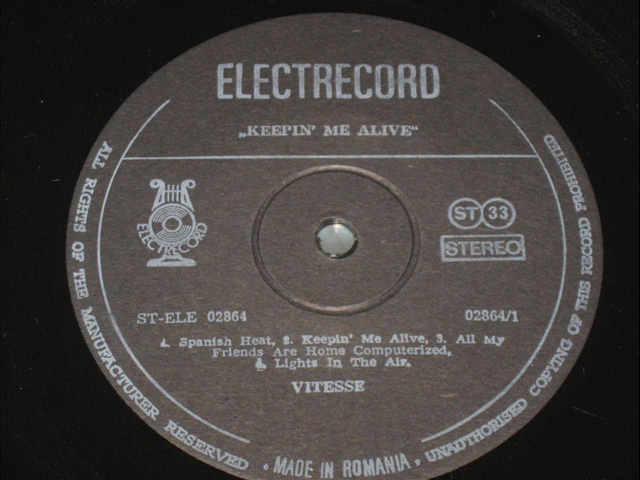 ELECTRECORD
„KEEPIN' ME ALIVE"
ELECTRECORD
ST 33
STEREO
ST-ELE 02864
02864/1
1. Spanish Heat, 2. Keepin' Me Alive, 3. All My
Friends Are Home Computerized,
4. Lights In The Air.
VITESSE
ALL RIGHTS OF THE MANUFACTURER RESERVED • MADE IN ROMANIA • UNAUTHORISED COPYING OF THIS RECORD PROHIBITED